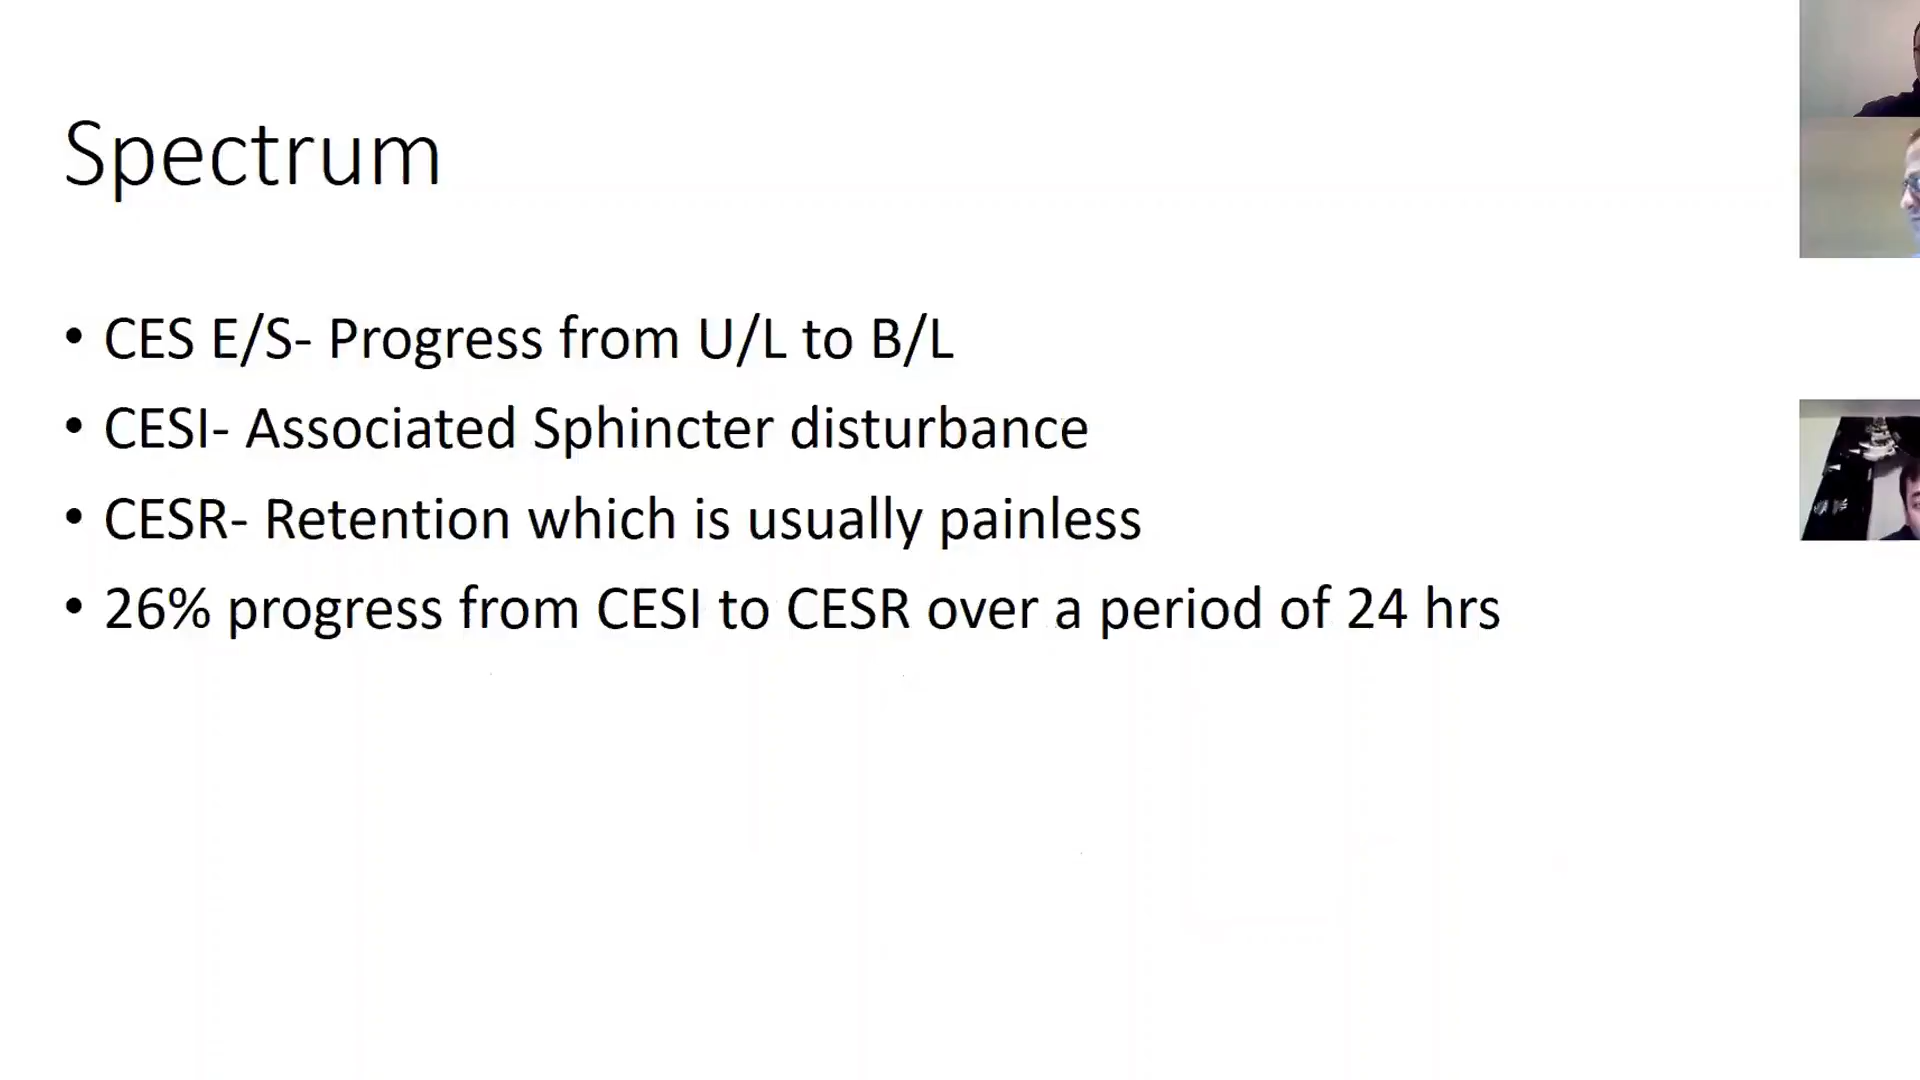 Spectrum
• CES E/S- Progress from U/L to B/L
• CESI- Associated Sphincter disturbance
• CESR- Retention which is usually painless
• 26% progress from CESI to CESR over a period of 24 hrs